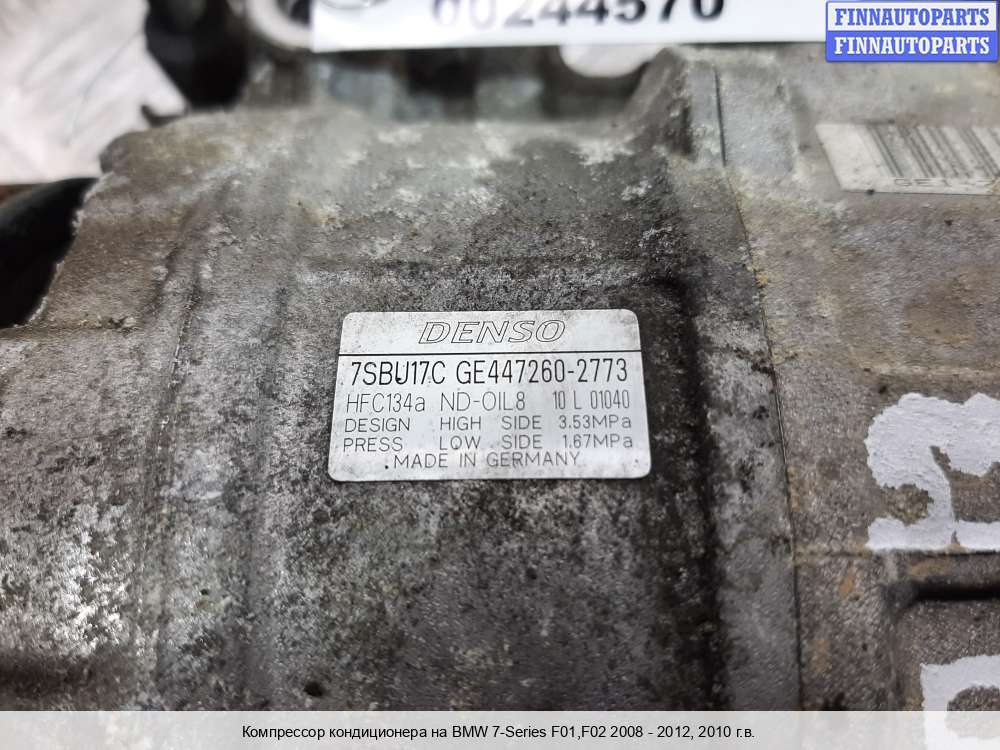 00244570
FINNAUTOPARTS
FINNAUTOPARTS
DENSO
7SBU17C GE447260-2773
HFC134a ND-OIL8 10 L 01040
DESIGN HIGH SIDE 3.53MPa
PRESS LOW SIDE 1.67MPa
MADE IN GERMANY
Компрессор кондиционера на BMW 7-Series F01,F02 2008 - 2012, 2010 г.в.